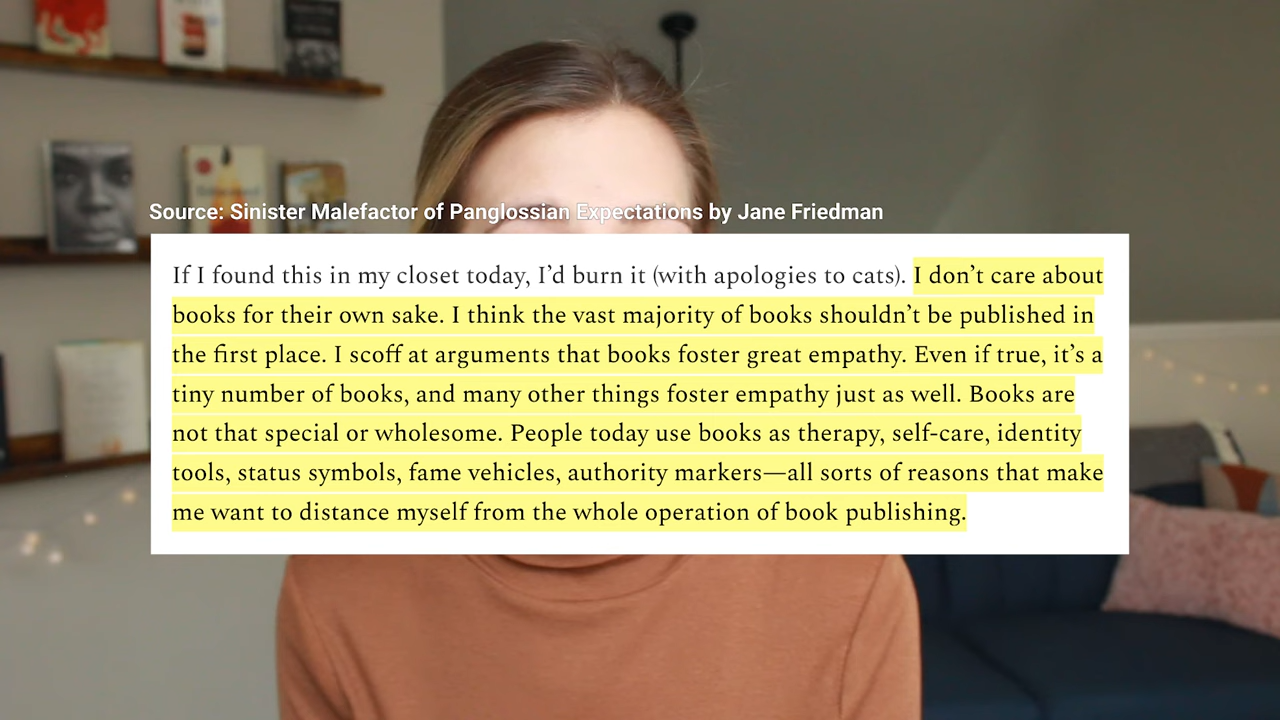 Source: Sinister Malefactor of Panglossian Expectations by Jane Friedman
If I found this in my closet today, I’d burn it (with apologies to cats). I don’t care about
books for their own sake. I think the vast majority of books shouldn’t be published in
the first place. I scoff at arguments that books foster great empathy. Even if true, it’s a
tiny number of books, and many other things foster empathy just as well. Books are
not that special or wholesome. People today use books as therapy, self-care, identity
tools, status symbols, fame vehicles, authority markers—all sorts of reasons that make
me want to distance myself from the whole operation of book publishing.